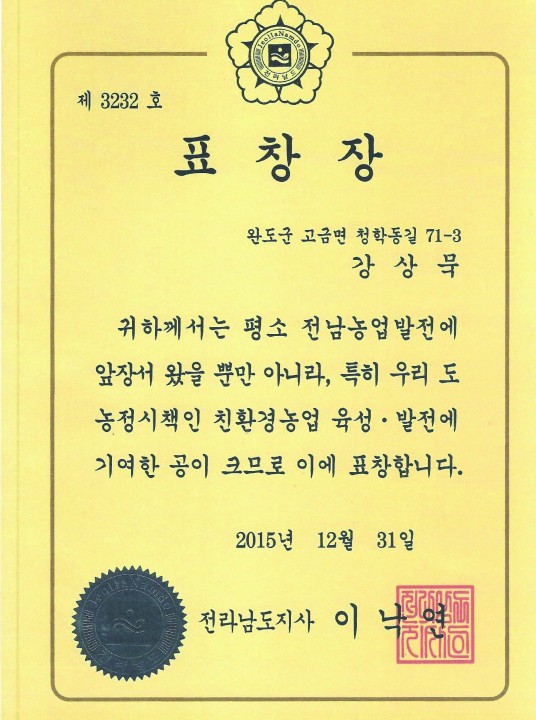 JeollaNamdo
전라남도
제 3232 호
표 창 장
완도군 고금면 청학동길 71-3
강 상 묵
귀하께서는 평소 전남농업발전에
앞장서 왔을 뿐만 아니라, 특히 우리 도
농정시책인 친환경농업 육성·발전에
기여한 공이 크므로 이에 표창합니다.
2015년 12월 31일
JeollaNamdo
전라남도지사 이 낙 연